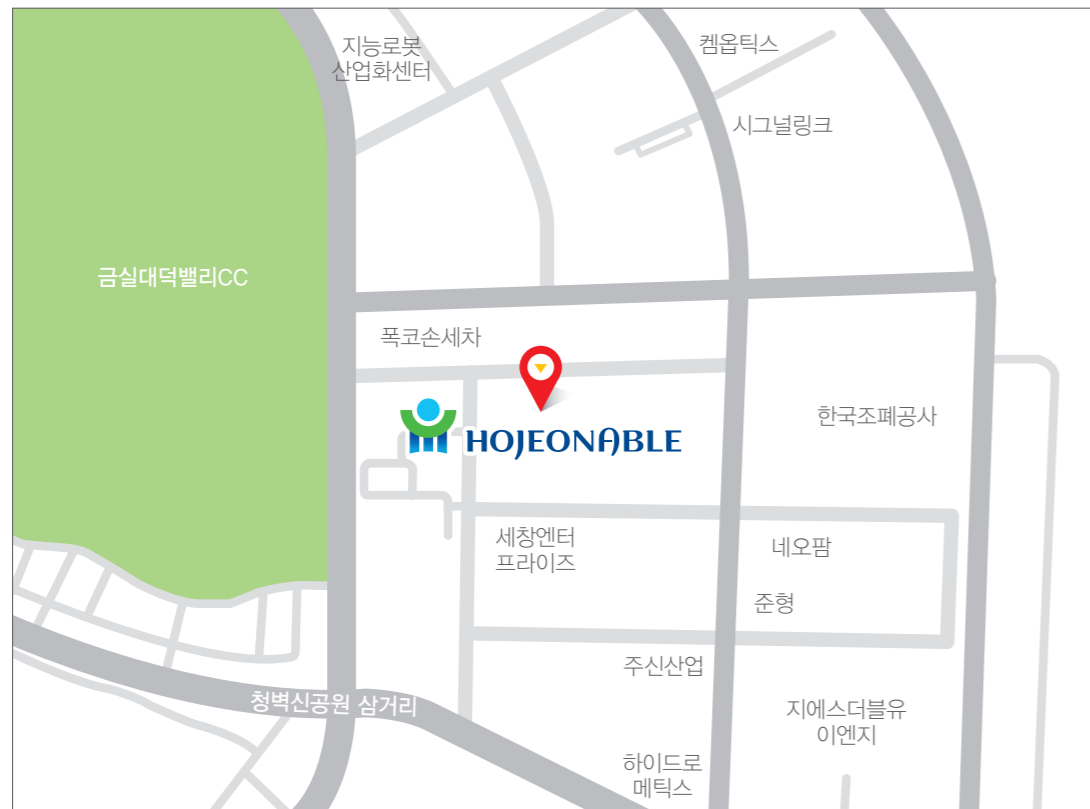 지능로봇
산업화센터
켐옵틱스
시그널링크
금실대덕밸리CC
폭코손세차
HOJEONABLE
한국조폐공사
세창엔터
프라이즈
네오팜
준형
주신산업
청벽신공원 삼거리
지에스더블유
이엔지
하이드로
메틱스